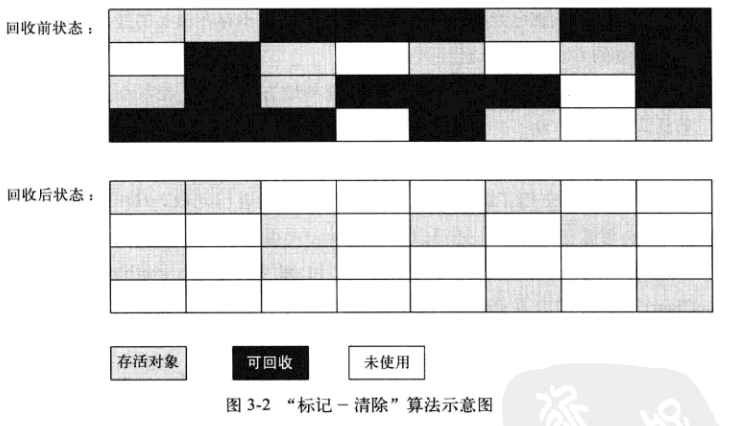 回收前状态：
回收后状态：
存活对象
可回收
未使用
图 3-2 “标记－清除”算法示意图